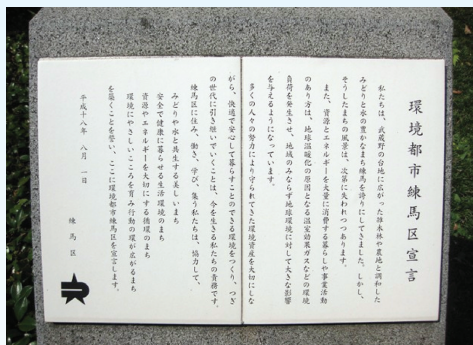 環境都市練馬区宣言
私たちは、武蔵野の台地に広がった雑木林や農地と調和した
みどりと水の豊かなまち練馬を誇りにしてきました。しかし、
そうしたまちの風景は、次第に失われつつあります。
また、資源とエネルギーを大量に消費する暮らしや事業活動
のあり方は、地球温暖化の原因となる温室効果ガスなどの環境
負荷を発生させ、地域のみならず地球環境に対して大きな影響
を与えるようになっています。
多くの人々の努力により守られてきた環境資産を大切にしな
がら、快適で安心して暮らすことのできる環境をつくり、つぎ
の世代に引き継いでいくことは、今を生きる私たちの責務です。
練馬区に住み、働き、学び、集う私たちは、協力して、
みどりや水と共生する美しいまち
安全で健康に暮らせる生活環境のまち
資源やエネルギーを大切にする循環のまち
環境にやさしいこころを育み行動の環が広がるまち
を築くことを誓い、ここに環境都市練馬区を宣言します。
平成十八年 八月 一日
練馬区